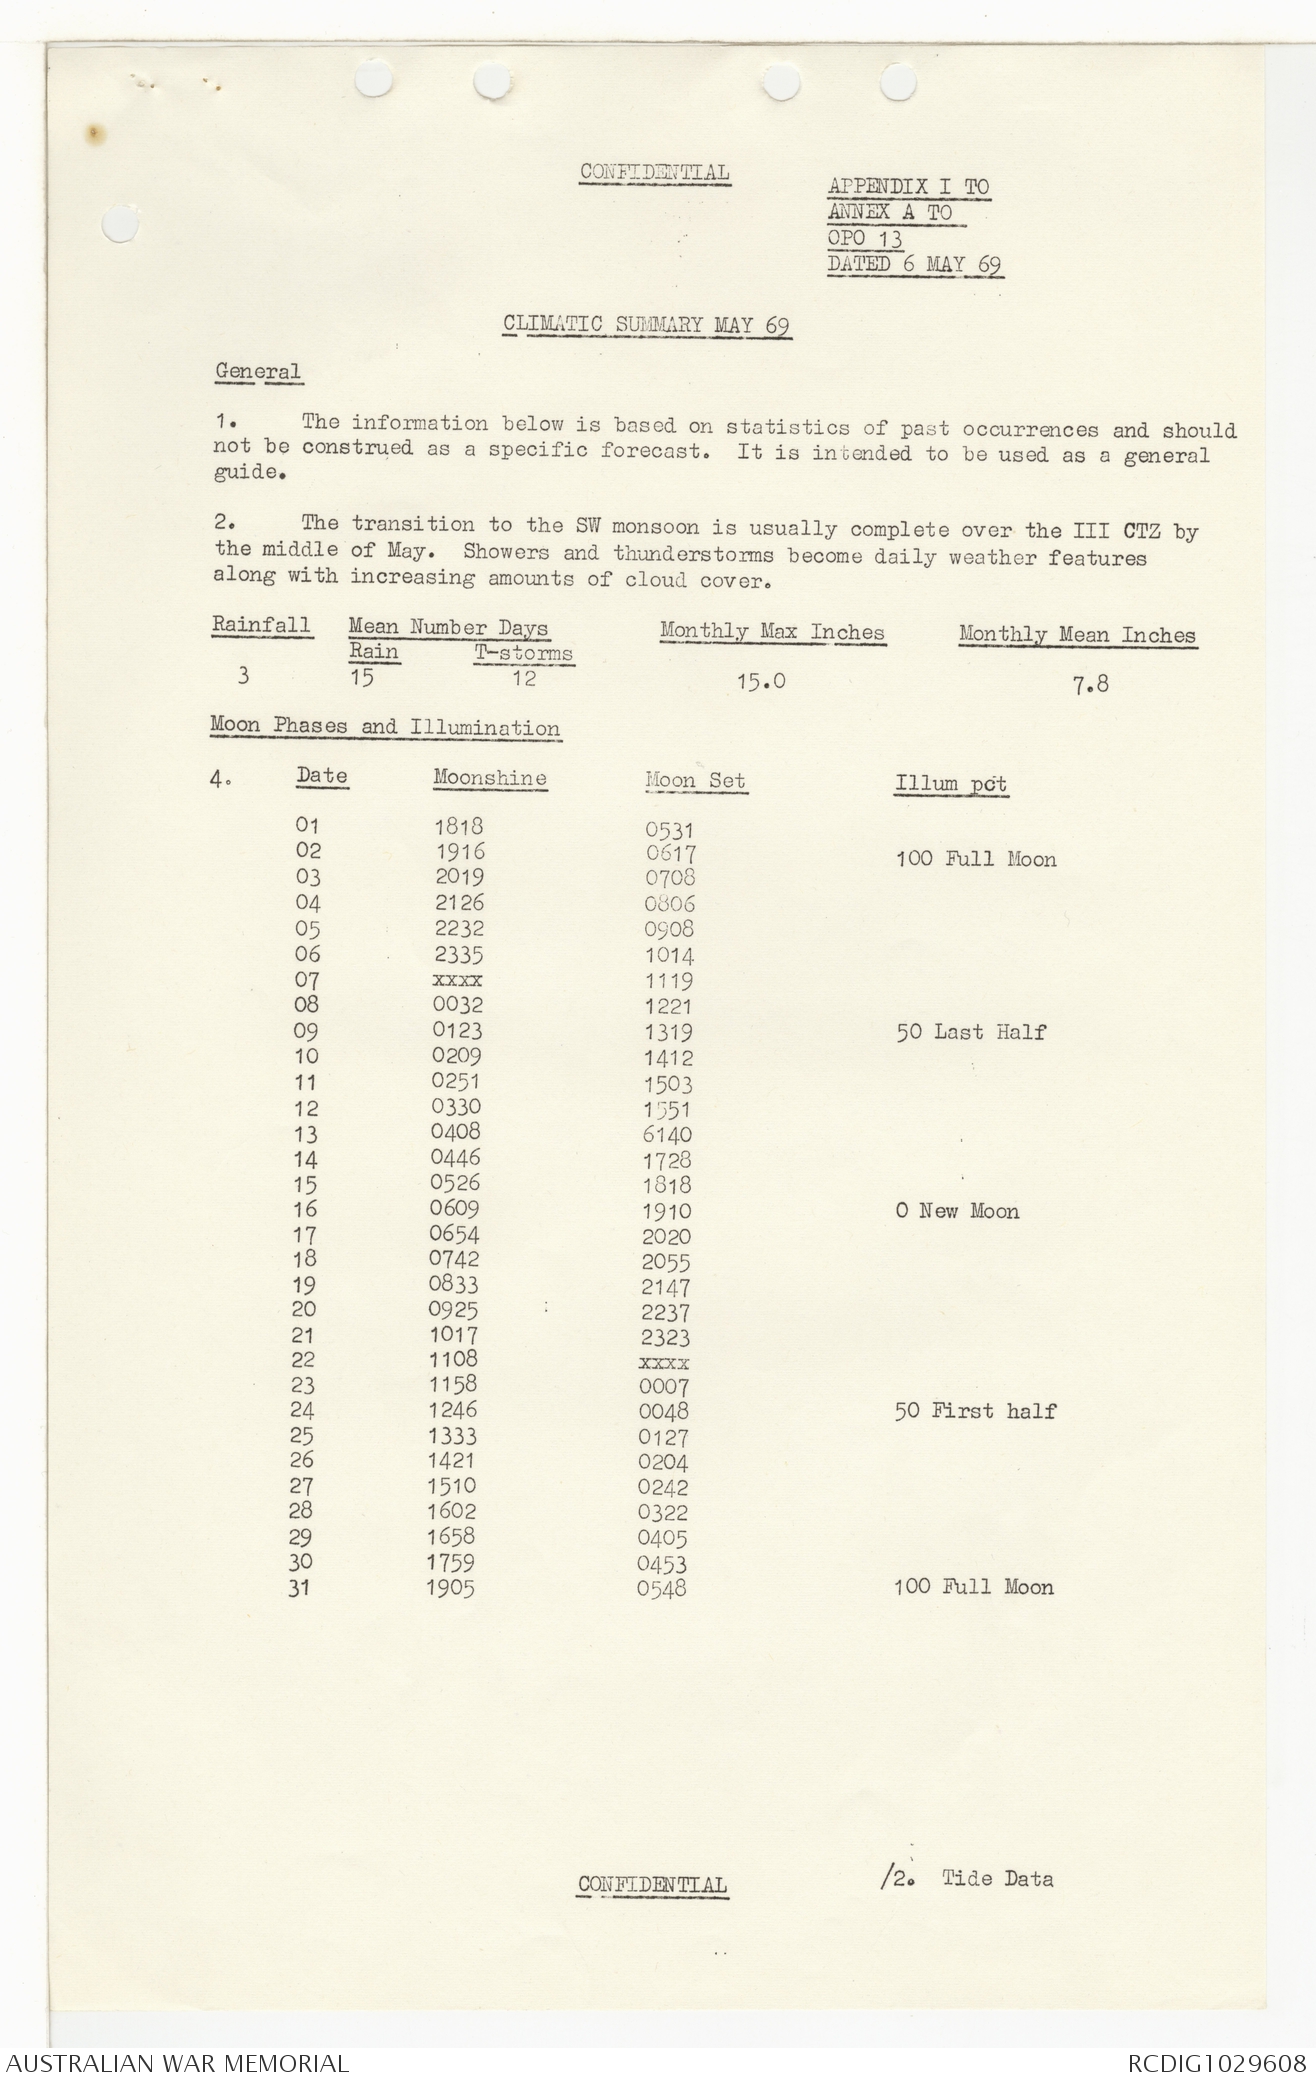 CONFIDENTIAL
APPENDIX I TO
ANNEX A TO
OPO 13
DATED 6 MAY 69
CLIMATIC SUMMARY MAY 69
General
1. The information below is based on statistics of past occurrences and should
not be construed as a specific forecast. It is intended to be used as a general
guide.
2. The transition to the SW monsoon is usually complete over the III CTZ by
the middle of May. Showers and thunderstorms become daily weather features
along with increasing amounts of cloud cover.
Rainfall Mean Number Days Monthly Max Inches Monthly Mean Inches
Rain T-storms
3 15 12 15.0 7.8
Moon Phases and Illumination
4. Date Moonshine Moon Set Illum pct
01 1818 0531
02 1916 0617 100 Full Moon
03 2019 0708
04 2126 0806
05 2232 0908
06 2335 1014
07 xxxx 1119
08 0032 1221
09 0123 1319 50 Last Half
10 0209 1412
11 0251 1503
12 0330 1551
13 0408 6140
14 0446 1728
15 0526 1818
16 0609 1910 0 New Moon
17 0654 2020
18 0742 2055
19 0833 2147
20 0925 2237
21 1017 2323
22 1108 xxxx
23 1158 0007
24 1246 0048 50 First half
25 1333 0127
26 1421 0204
27 1510 0242
28 1602 0322
29 1658 0405
30 1759 0453
31 1905 0548 100 Full Moon
/2. Tide Data
CONFIDENTIAL
AUSTRALIAN WAR MEMORIAL RCDIG1029608